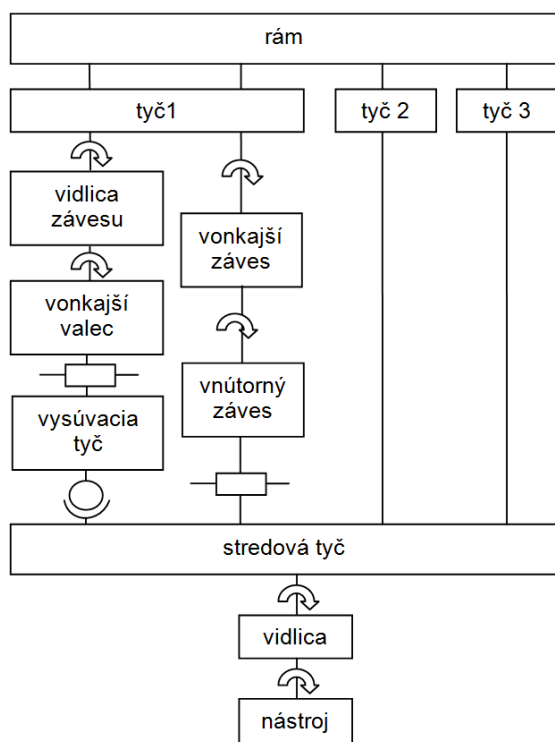 rám
tyč1
tyč 2
tyč 3
vidlica
závesu
vonkajší
záves
vonkajší
valec
vnútorný
záves
vysúvacia
tyč
stredová tyč
vidlica
nástroj